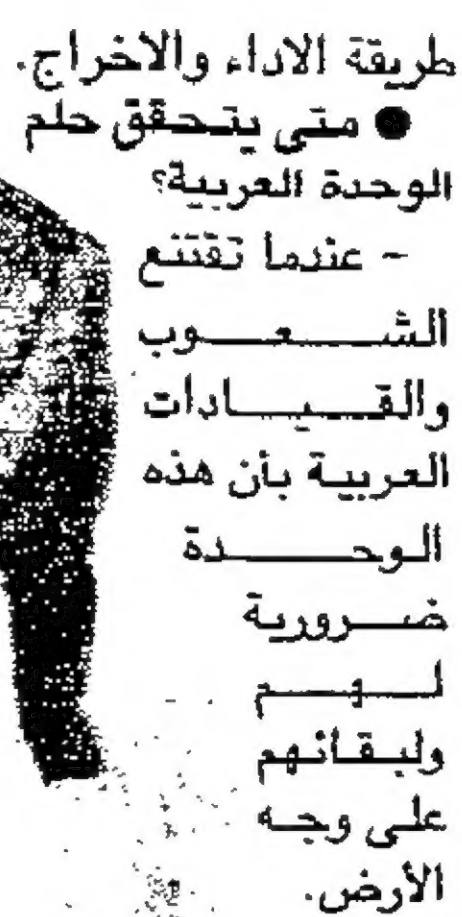 طريقة الاداء والاخراج.
● متى يتحقق حلم
الوحدة العربية؟
- عندما تقتنع
الشعوب
والقيادات
العربية بأن هذه
الوحدة
ضرورية
لهم
ولبقائهم
على وجه
الأرض.